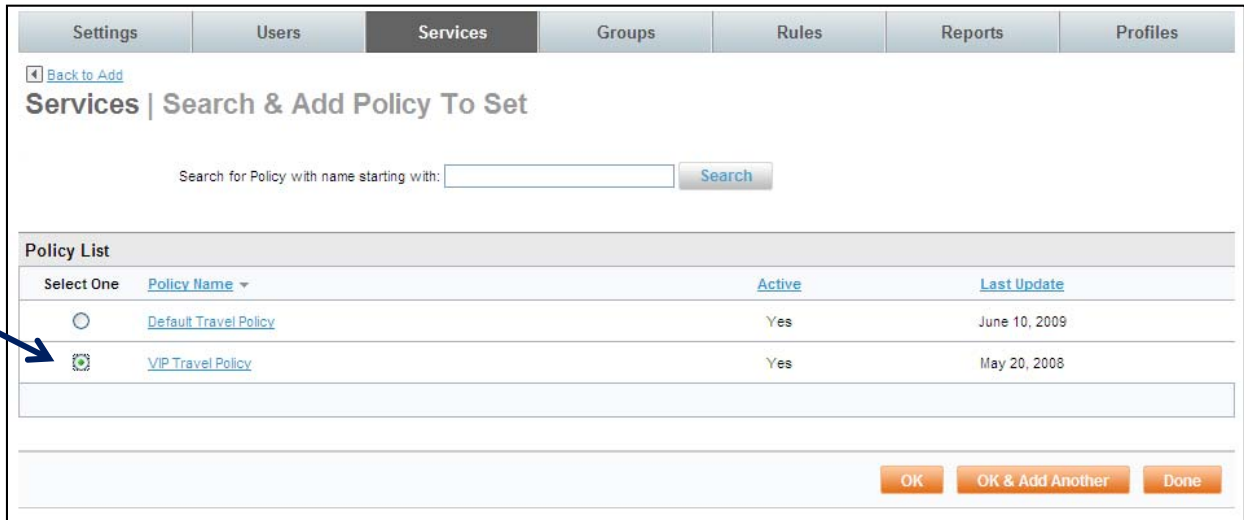 Settings Users Services Groups Rules Reports Profiles
Back to Add
Services | Search & Add Policy To Set
Search for Policy with name starting with: Search
Policy List
Select One Policy Name Active Last Update
Default Travel Policy Yes June 10, 2009
VIP Travel Policy Yes May 20, 2008
OK OK & Add Another Done